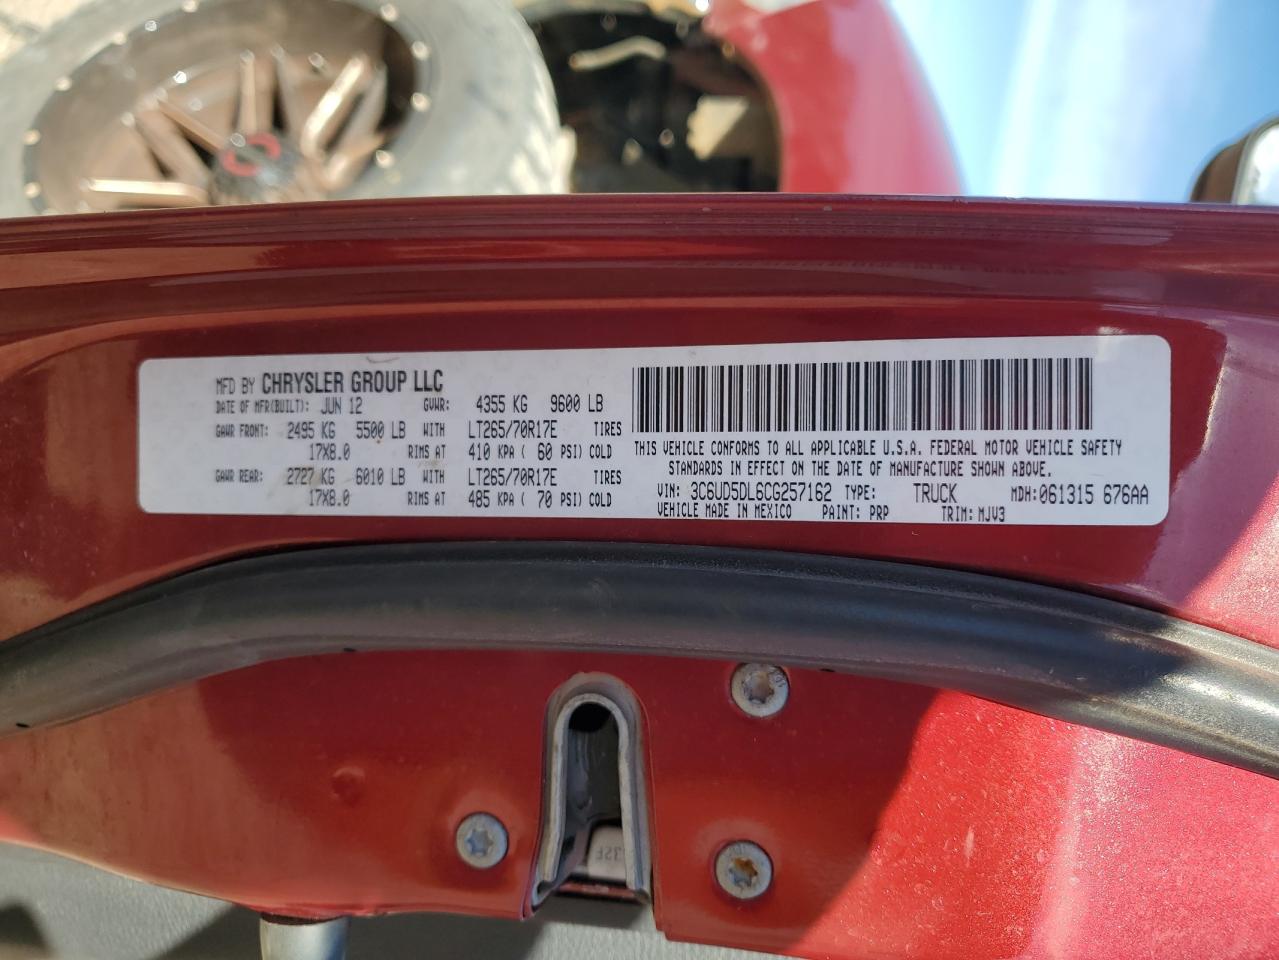 MFD BY CHRYSLER GROUP LLC
DATE OF MFR(BUILT): JUN 12 GVWR: 4355 KG 9600 LB
GAWR FRONT: 2495 KG 5500 LB WITH LT265/70R17E TIRES
17X8.0 RIMS AT 410 KPA ( 60 PSI) COLD
GAWR REAR: 2727 KG 6010 LB WITH LT265/70R17E TIRES
17X8.0 RIMS AT 485 KPA ( 70 PSI) COLD
THIS VEHICLE CONFORMS TO ALL APPLICABLE U.S.A. FEDERAL MOTOR VEHICLE SAFETY
STANDARDS IN EFFECT ON THE DATE OF MANUFACTURE SHOWN ABOVE.
VIN: 3C6UD5DL6CG257162 TYPE: TRUCK MDH: 061315 676AA
VEHICLE MADE IN MEXICO PAINT: PRP TRIM: MJV3